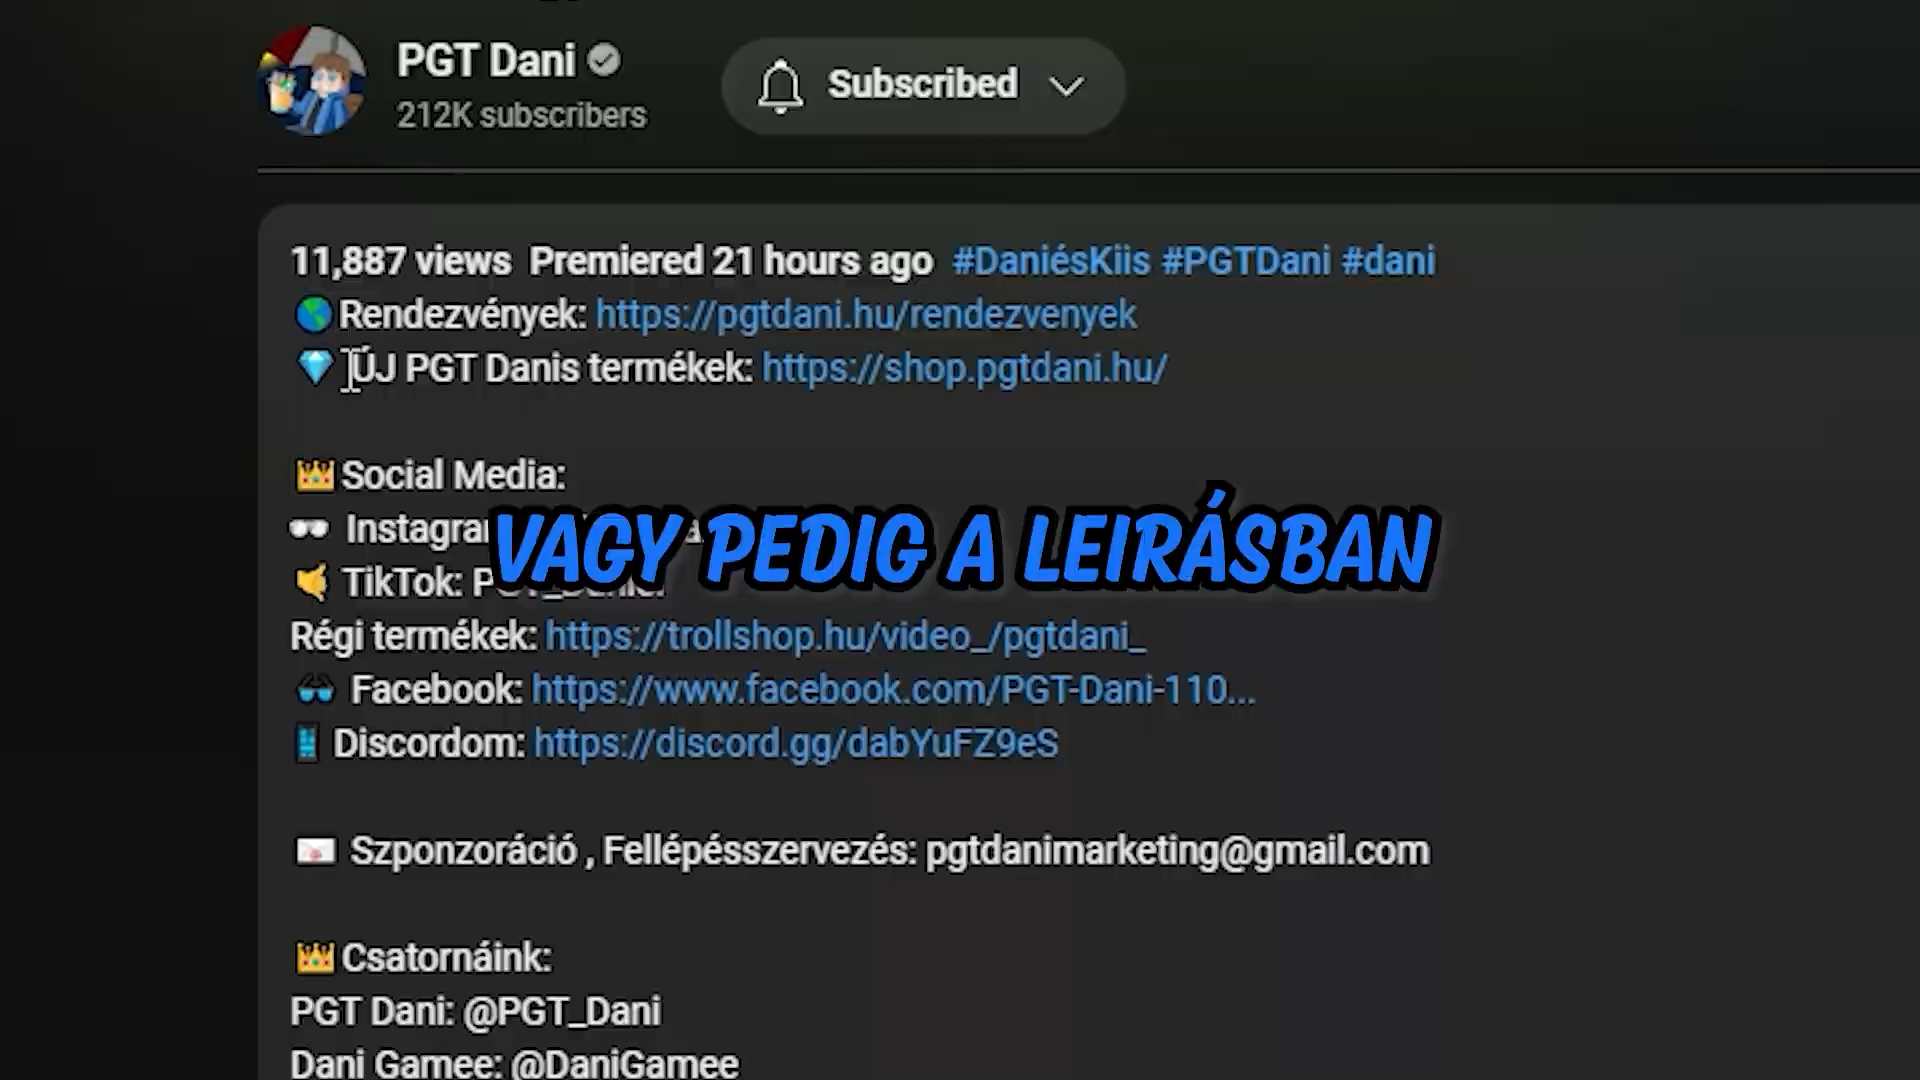 PGT Dani
212K subscribers
Subscribed
11,887 views Premiered 21 hours ago #DaniésKiis #PGTDani #dani
🌎Rendezvények: https://pgtdani.hu/rendezvenyek
💎 ÚJ PGT Danis termékek: https://shop.pgtdani.hu/
👑Social Media:
🕶 Instagram
VAGY PEDIG A LEIRÁSBAN
🤙 TikTok:
Régi termékek: https://trollshop.hu/video_/pgtdani_
🕶 Facebook: https://www.facebook.com/PGT-Dani-110...
📱 Discordom: https://discord.gg/dabYuFZ9eS
💌 Szponzoráció , Fellépésszervezés: pgtdanimarketing@gmail.com
👑Csatornáink:
PGT Dani: @PGT_Dani
Dani Gamee: @DaniGamee